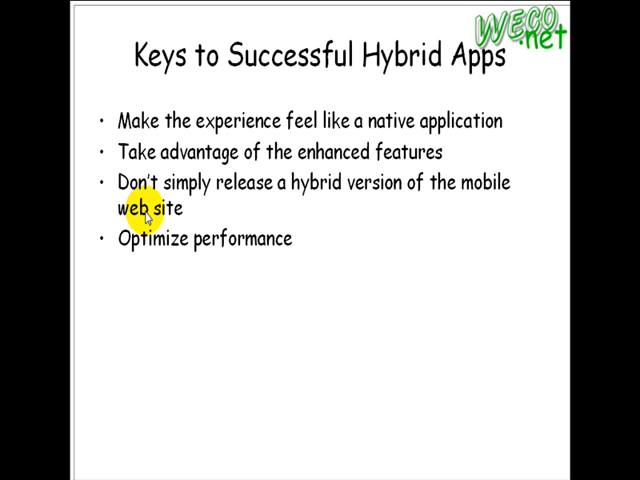 WECO
.net
Keys to Successful Hybrid Apps
• Make the experience feel like a native application
• Take advantage of the enhanced features
• Don't simply release a hybrid version of the mobile
web site
• Optimize performance